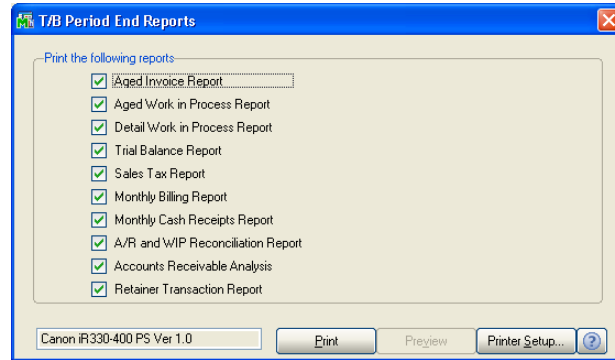 T/B Period End Reports
Print the following reports
Aged Invoice Report
Aged Work in Process Report
Detail Work in Process Report
Trial Balance Report
Sales Tax Report
Monthly Billing Report
Monthly Cash Receipts Report
A/R and WIP Reconciliation Report
Accounts Receivable Analysis
Retainer Transaction Report
Canon iR330-400 PS Ver 1.0 Print Preview Printer Setup... ?